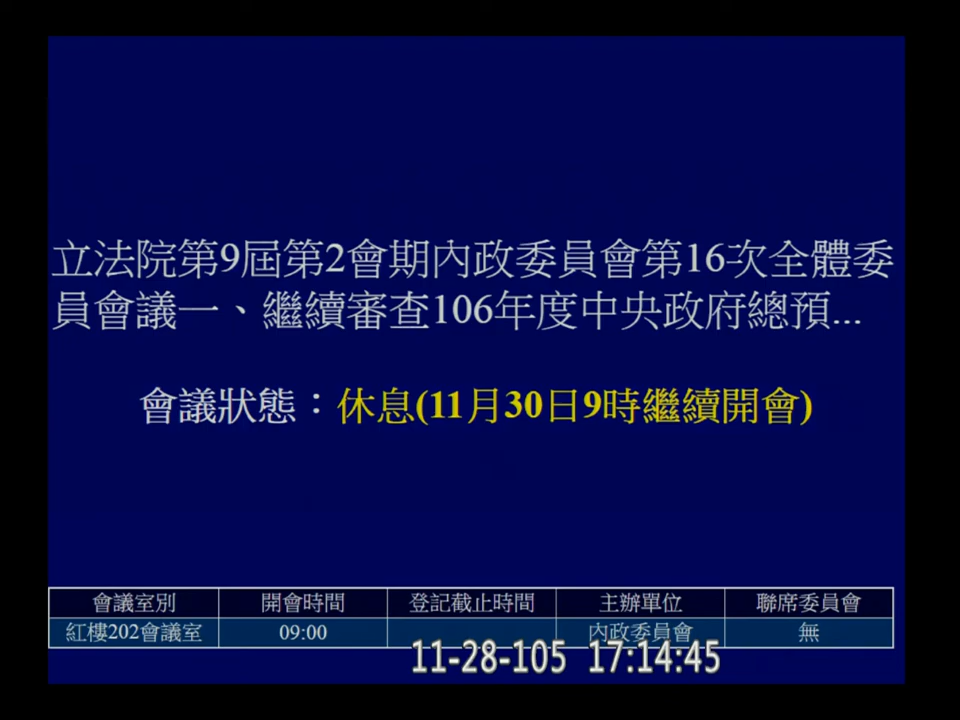 立法院第9屆第2會期內政委員會第16次全體委
員會議一、繼續審查106年度中央政府總預...
會議狀態：休息(11月30日9時繼續開會)
會議室別 開會時間 登記截止時間 主辦單位 聯席委員會
紅樓202會議室 09:00 內政委員會 無
11-28-105 17:14:45